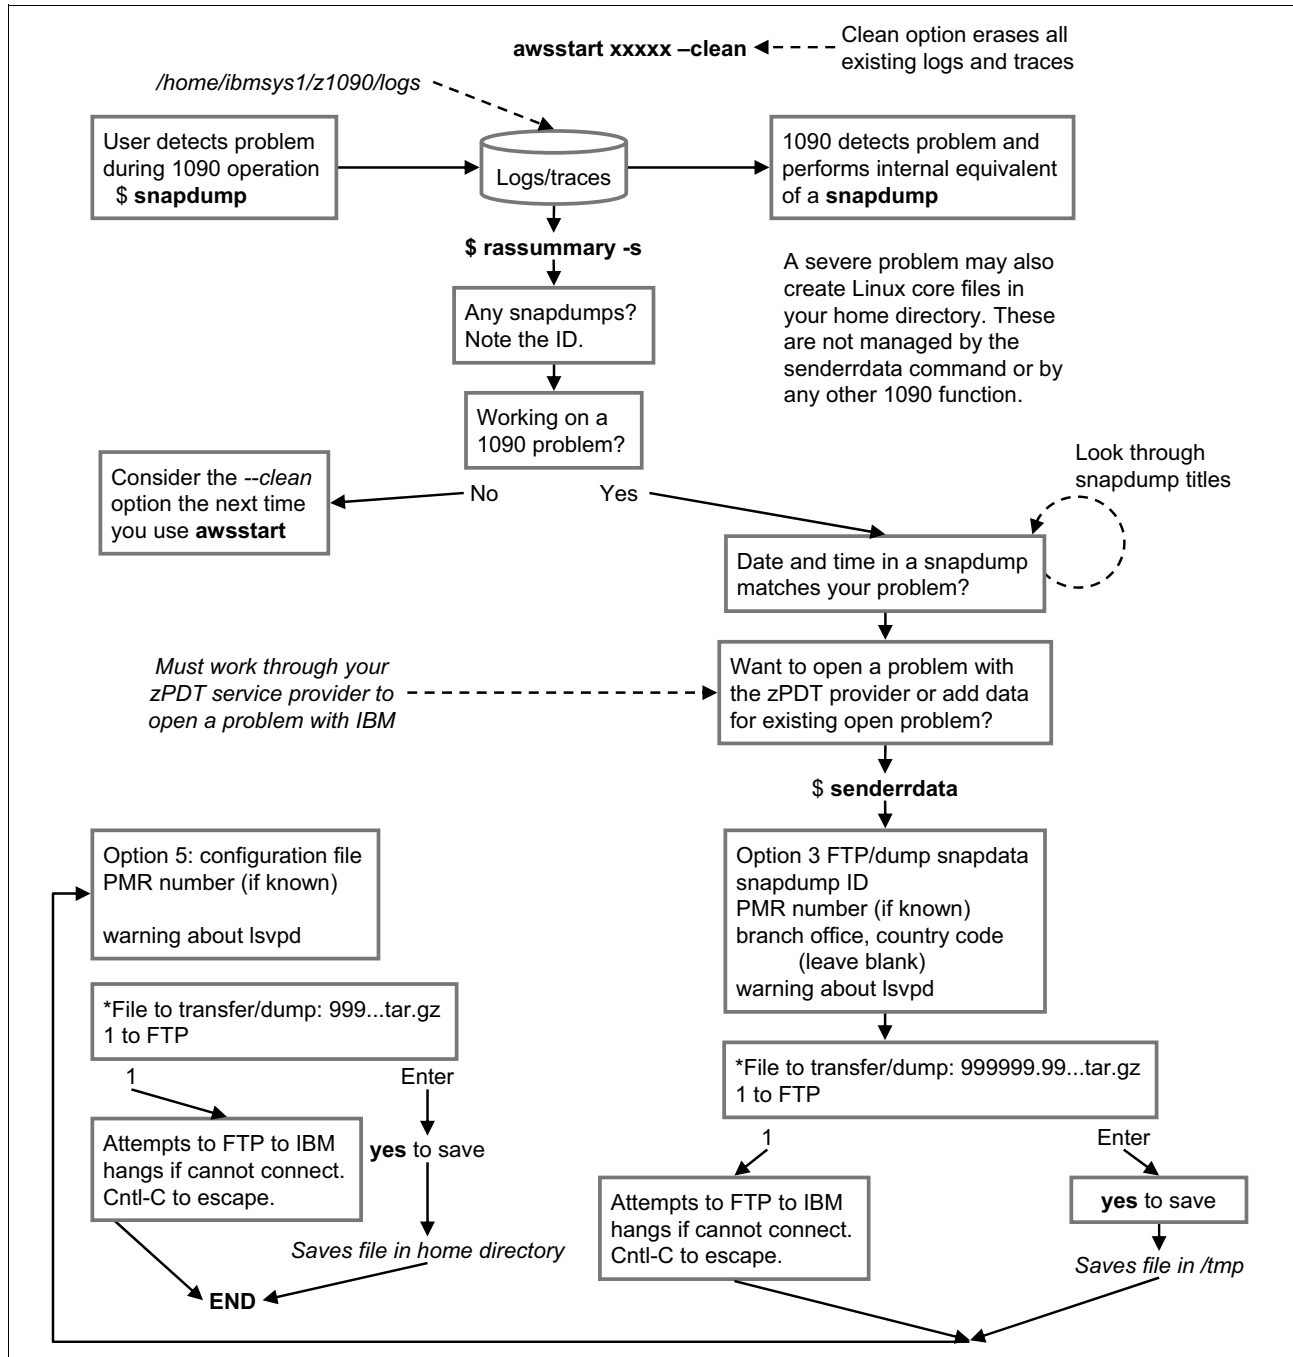 awsstart xxxxx –clean
Clean option erases all
existing logs and traces
/home/ibmsys1/z1090/logs
User detects problem
during 1090 operation
$ snapdump
Logs/traces
1090 detects problem and
performs internal equivalent
of a snapdump
$ rassummary -s
A severe problem may also
create Linux core files in
your home directory. These
are not managed by the
senderrdata command or by
any other 1090 function.
Any snapdumps?
Note the ID.
Working on a
1090 problem?
Consider the --clean
option the next time
you use awsstart
No
Yes
Look through
snapdump titles
Date and time in a snapdump
matches your problem?
Must work through your
zPDT service provider to
open a problem with IBM
Want to open a problem with
the zPDT provider or add data
for existing open problem?
$ senderrdata
Option 5: configuration file
PMR number (if known)
warning about lsvpd
Option 3 FTP/dump snapdata
snapdump ID
PMR number (if known)
branch office, country code
(leave blank)
warning about lsvpd
*File to transfer/dump: 999...tar.gz
1 to FTP
*File to transfer/dump: 999999.99...tar.gz
1 to FTP
1
Enter
Attempts to FTP to IBM
hangs if cannot connect.
Cntl-C to escape.
yes to save
Saves file in home directory
END
1
Enter
Attempts to FTP to IBM
hangs if cannot connect.
Cntl-C to escape.
yes to save
Saves file in /tmp